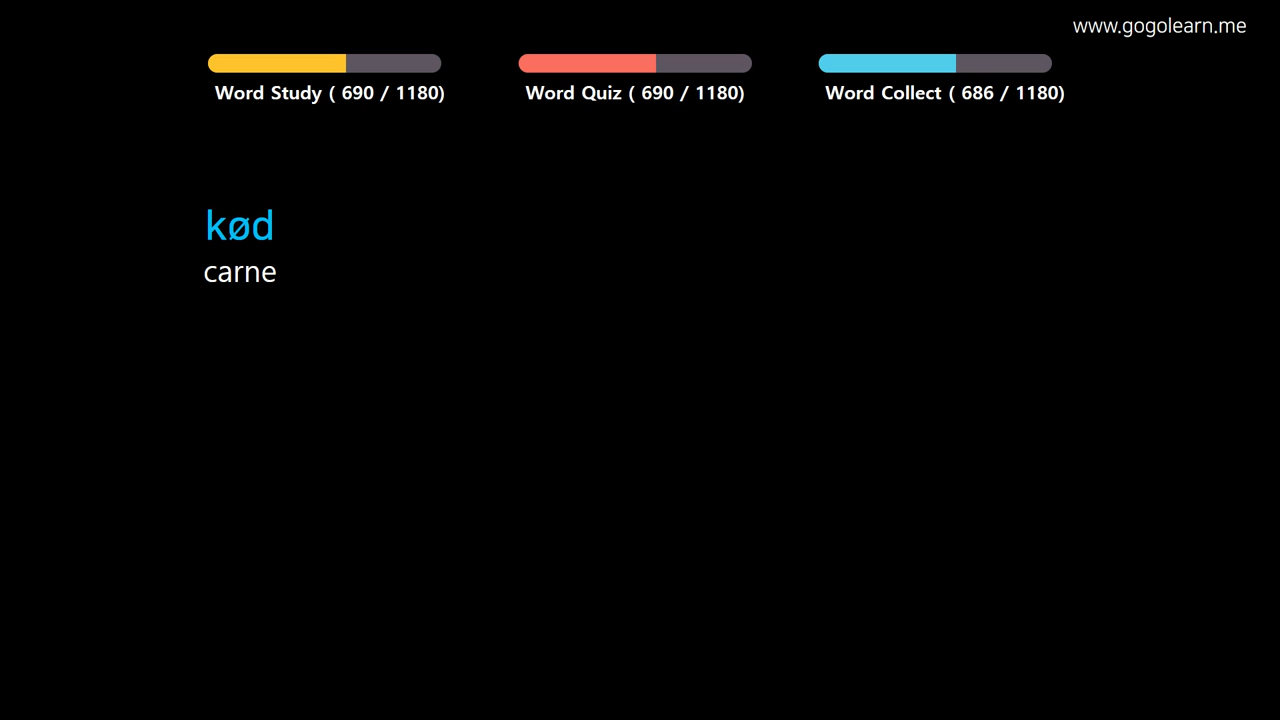 www.gogolearn.me
Word Study ( 690 / 1180)
Word Quiz ( 690 / 1180)
Word Collect ( 686 / 1180)
kød
carne